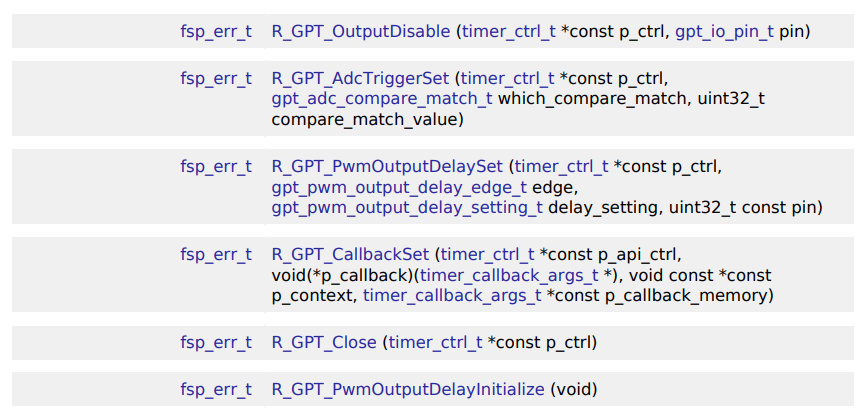 fsp_err_t R_GPT_OutputDisable (timer_ctrl_t *const p_ctrl, gpt_io_pin_t pin)
fsp_err_t R_GPT_AdcTriggerSet (timer_ctrl_t *const p_ctrl,
gpt_adc_compare_match_t which_compare_match, uint32_t
compare_match_value)
fsp_err_t R_GPT_PwmOutputDelaySet (timer_ctrl_t *const p_ctrl,
gpt_pwm_output_delay_edge_t edge,
gpt_pwm_output_delay_setting_t delay_setting, uint32_t const pin)
fsp_err_t R_GPT_CallbackSet (timer_ctrl_t *const p_api_ctrl,
void(*p_callback)(timer_callback_args_t *), void const *const
p_context, timer_callback_args_t *const p_callback_memory)
fsp_err_t R_GPT_Close (timer_ctrl_t *const p_ctrl)
fsp_err_t R_GPT_PwmOutputDelayInitialize (void)